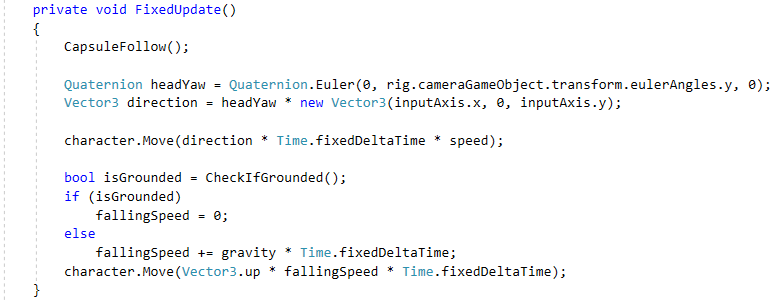 private void FixedUpdate()
{
CapsuleFollow();
Quaternion headYaw = Quaternion.Euler(0, rig.cameraGameObject.transform.eulerAngles.y, 0);
Vector3 direction = headYaw * new Vector3(inputAxis.x, 0, inputAxis.y);
character.Move(direction * Time.fixedDeltaTime * speed);
bool isGrounded = CheckIfGrounded();
if (isGrounded)
fallingSpeed = 0;
else
fallingSpeed += gravity * Time.fixedDeltaTime;
character.Move(Vector3.up * fallingSpeed * Time.fixedDeltaTime);
}